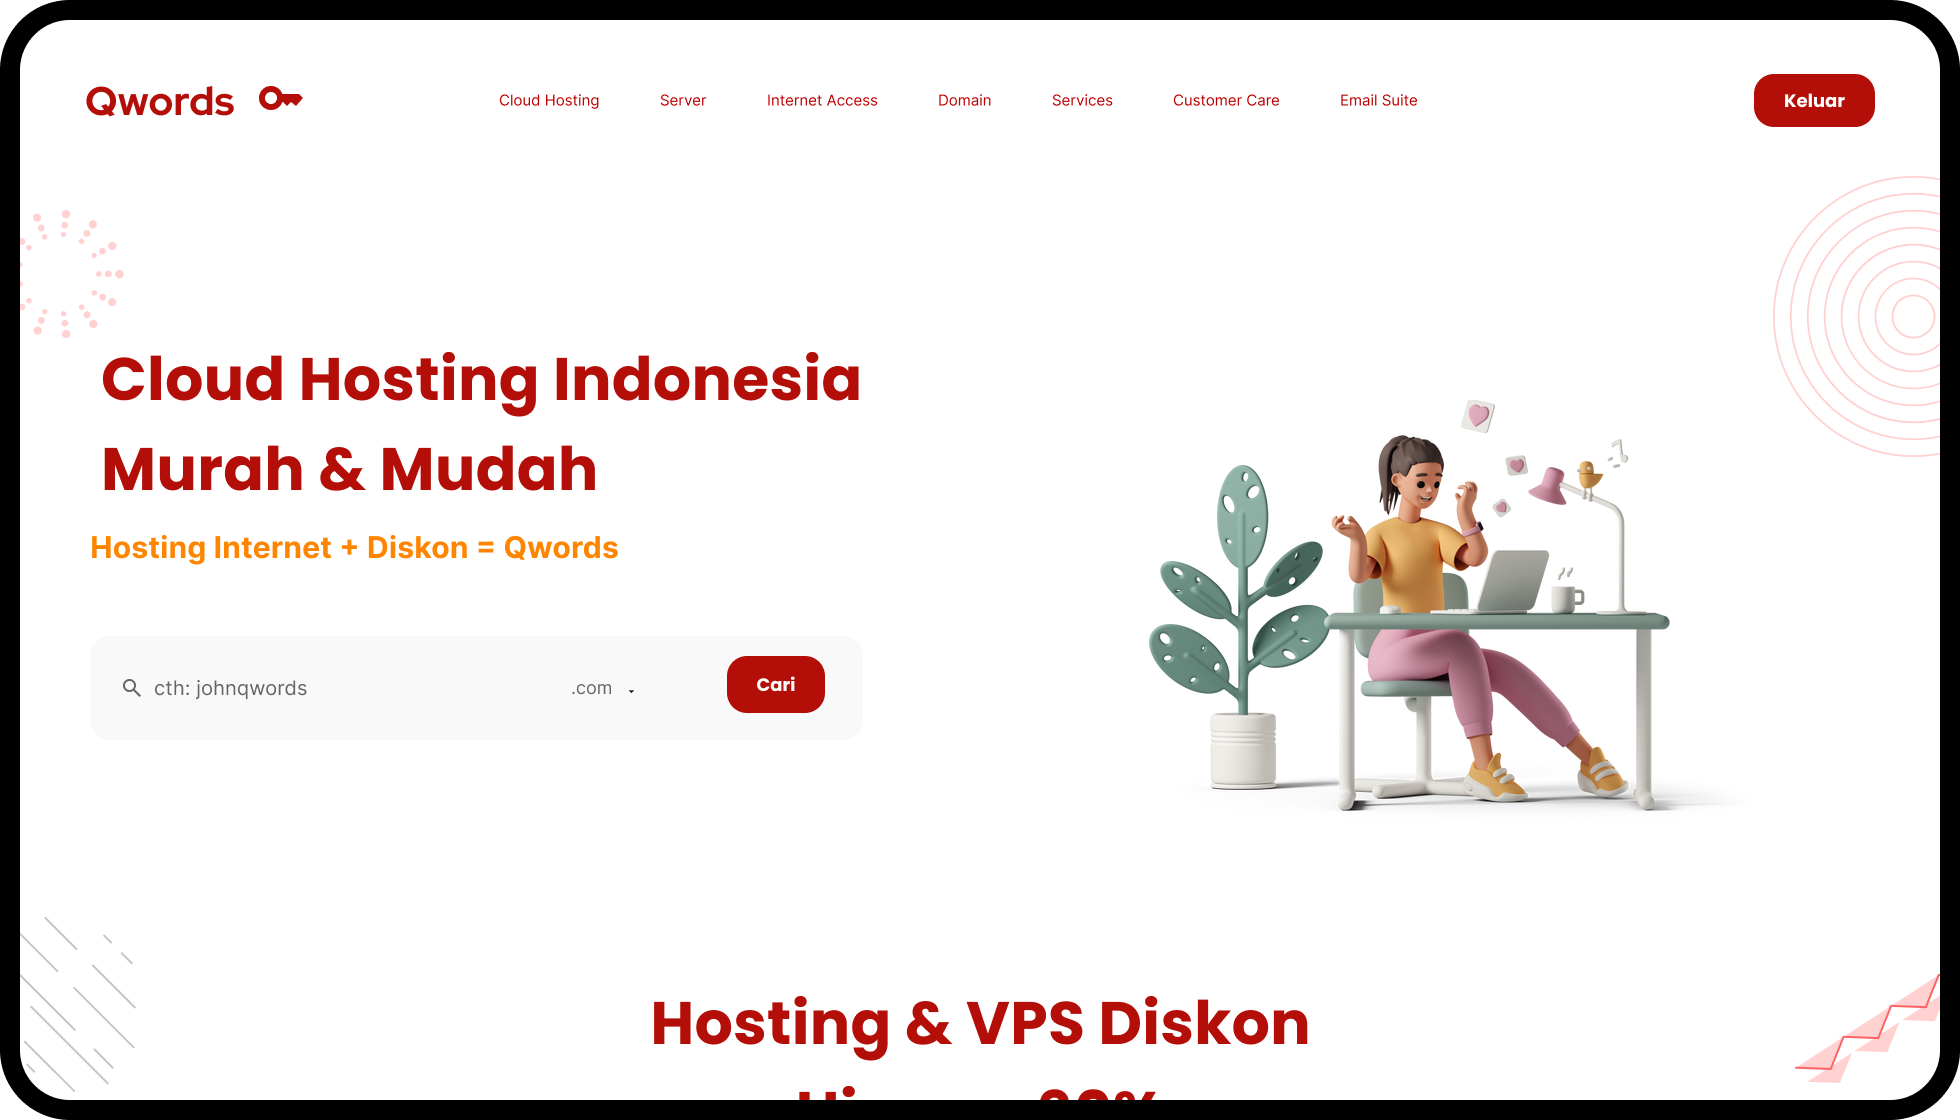 Qwords
Cloud Hosting
Server
Internet Access
Domain
Services
Customer Care
Email Suite
Keluar
Cloud Hosting Indonesia
Murah & Mudah
Hosting Internet + Diskon = Qwords
cth: johnqwords
.com
Cari
Hosting & VPS Diskon